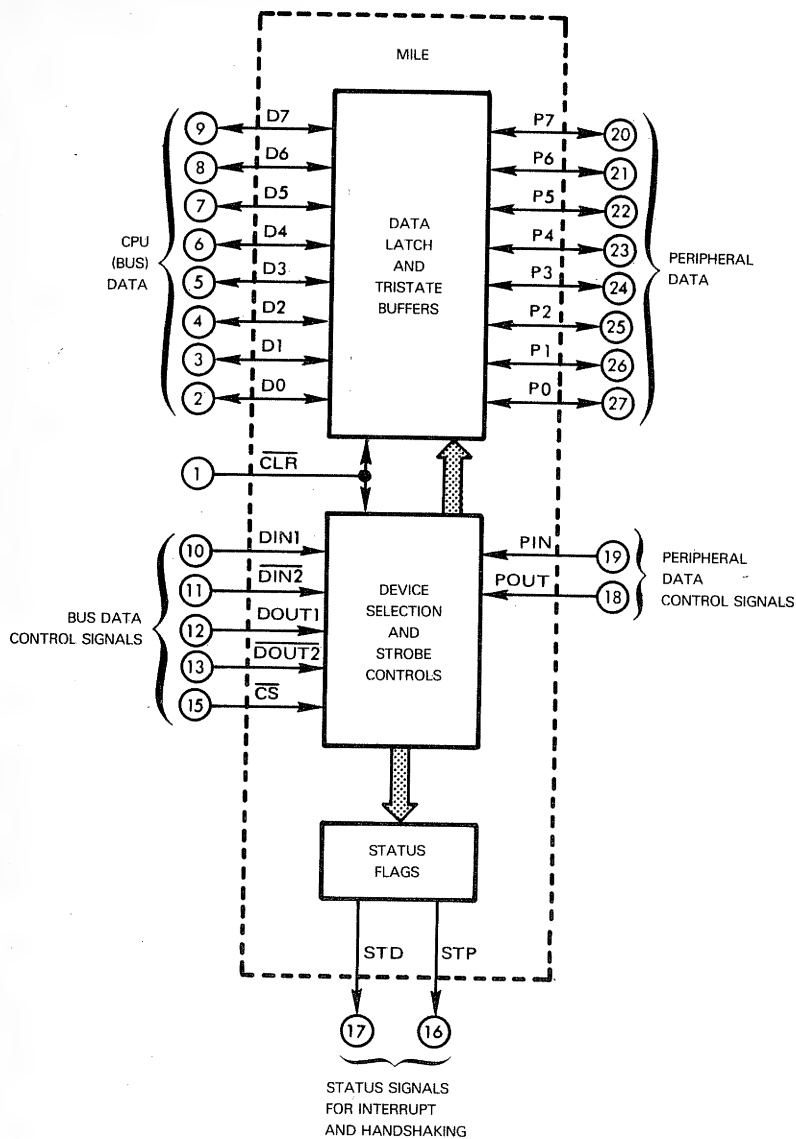 MILE
9 D7
8 D6
7 D5
6 D4
5 D3
4 D2
3 D1
2 D0
CPU
(BUS)
DATA
DATA
LATCH
AND
TRISTATE
BUFFERS
P7 20
P6 21
P5 22
P4 23
P3 24
P2 25
P1 26
P0 27
PERIPHERAL
DATA
1 C̅L̅R̅
10 DIN1
11 D̅I̅N̅2̅
12 DOUT1
13 D̅O̅U̅T̅2̅
15 C̅S̅
BUS DATA
CONTROL SIGNALS
DEVICE
SELECTION
AND
STROBE
CONTROLS
PIN 19
POUT 18
PERIPHERAL
DATA
CONTROL SIGNALS
STATUS
FLAGS
STD STP
17 16
STATUS SIGNALS
FOR INTERRUPT
AND HANDSHAKING